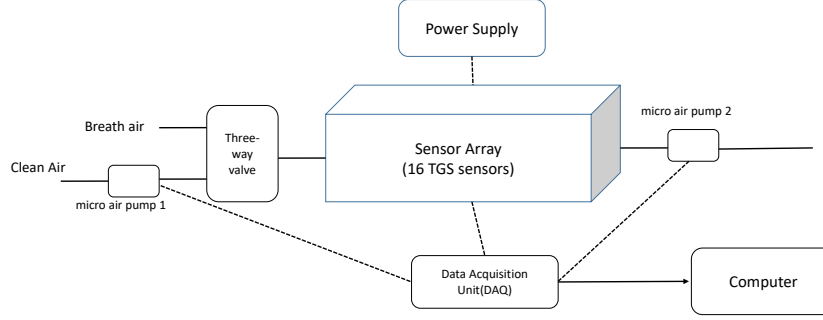 Power Supply
micro air pump 2
Breath air
Three-
way
valve
Sensor Array
(16 TGS sensors)
Clean Air
micro air pump 1
Data Acquisition
Unit(DAQ)
Computer